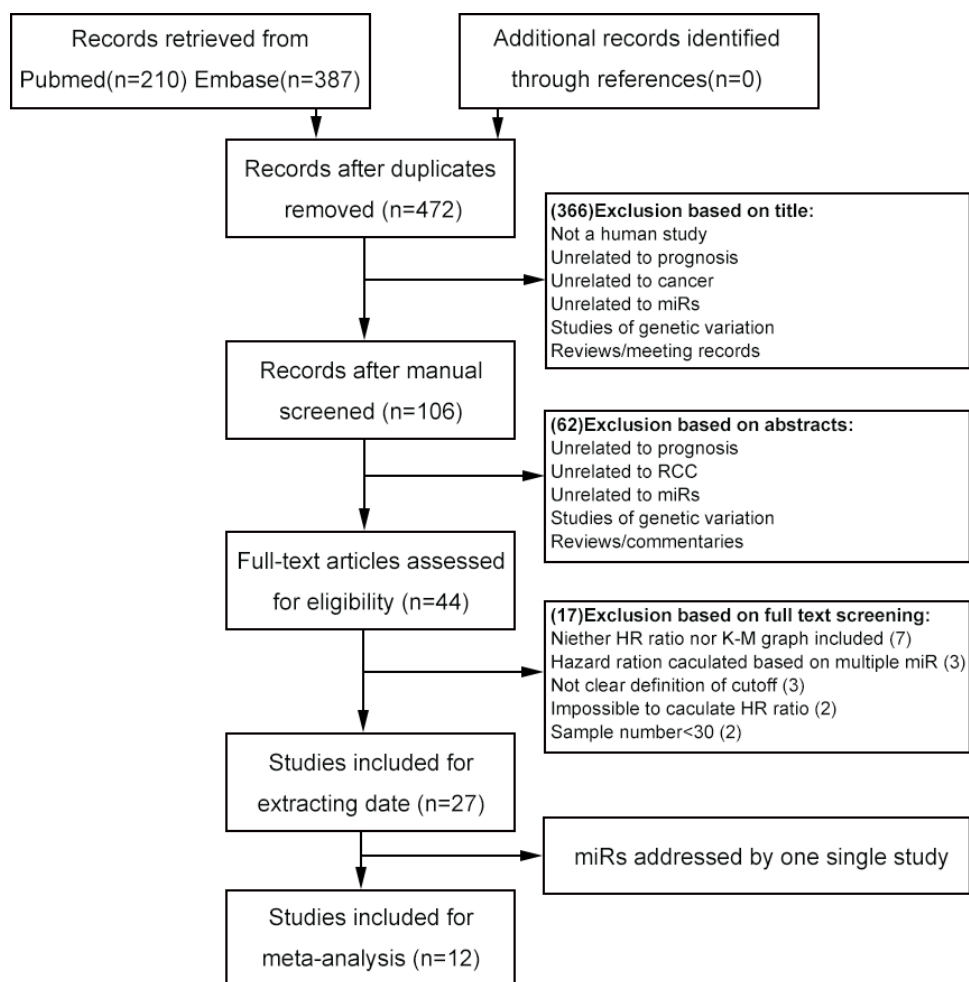 Records retrieved from
Pubmed(n=210) Embase(n=387)
Additional records identified
through references(n=0)
Records after duplicates
removed (n=472)
(366)Exclusion based on title:
Not a human study
Unrelated to prognosis
Unrelated to cancer
Unrelated to miRs
Studies of genetic variation
Reviews/meeting records
Records after manual
screened (n=106)
(62)Exclusion based on abstracts:
Unrelated to prognosis
Unrelated to RCC
Unrelated to miRs
Studies of genetic variation
Reviews/commentaries
Full-text articles assessed
for eligibility (n=44)
(17)Exclusion based on full text screening:
Niether HR ratio nor K-M graph included (7)
Hazard ration caculated based on multiple miR (3)
Not clear definition of cutoff (3)
Impossible to caculate HR ratio (2)
Sample number<30 (2)
Studies included for
extracting date (n=27)
miRs addressed by one single study
Studies included for
meta-analysis (n=12)